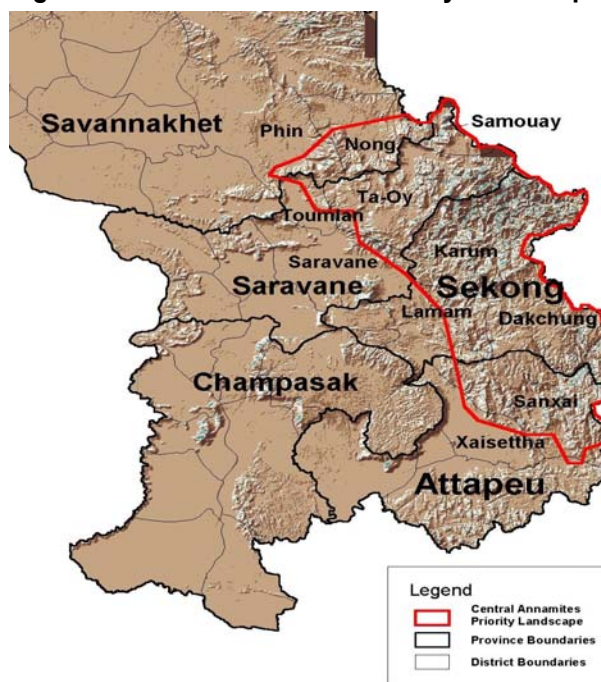 Samouay
Savannakhet
Phin
Nong
Ta-Oy
Toumlan
Karum
Saravane
Saravane
Sekong
Lamam
Dakchung
Champasak
Sanxai
Xaisettha
Attapeu
Legend
Central Annamites
Priority Landscape
Province Boundaries
District Boundaries